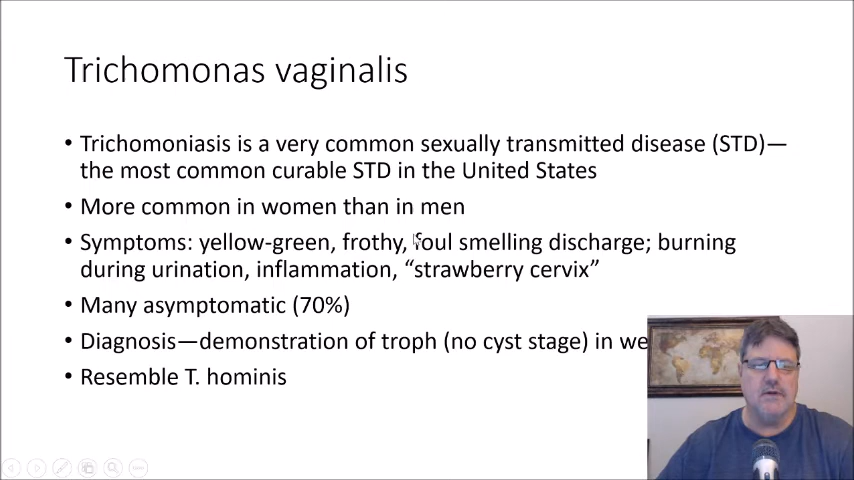 Trichomonas vaginalis
• Trichomoniasis is a very common sexually transmitted disease (STD)—
the most common curable STD in the United States
• More common in women than in men
• Symptoms: yellow-green, frothy, foul smelling discharge; burning
during urination, inflammation, “strawberry cervix”
• Many asymptomatic (70%)
• Diagnosis—demonstration of troph (no cyst stage) in
• Resemble T. hominis